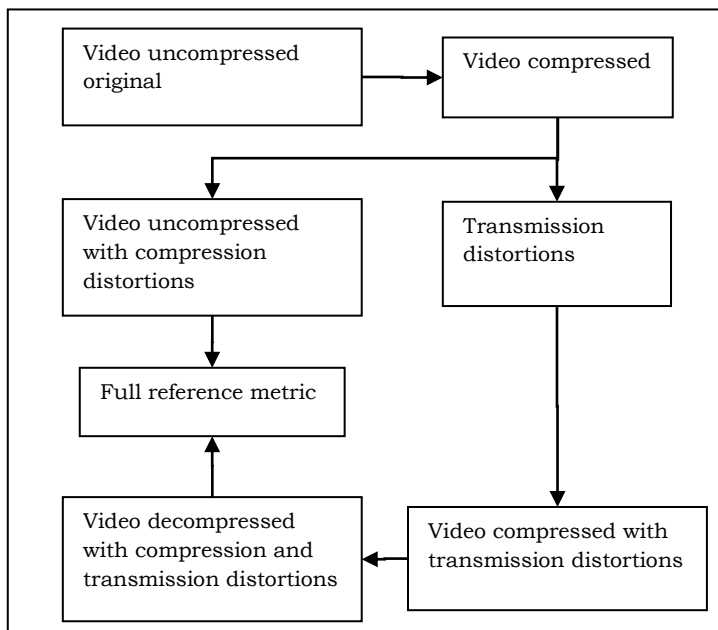 Video uncompressed
original
Video compressed
Video uncompressed
with compression
distortions
Transmission
distortions
Full reference metric
Video decompressed
with compression and
transmission distortions
Video compressed with
transmission distortions